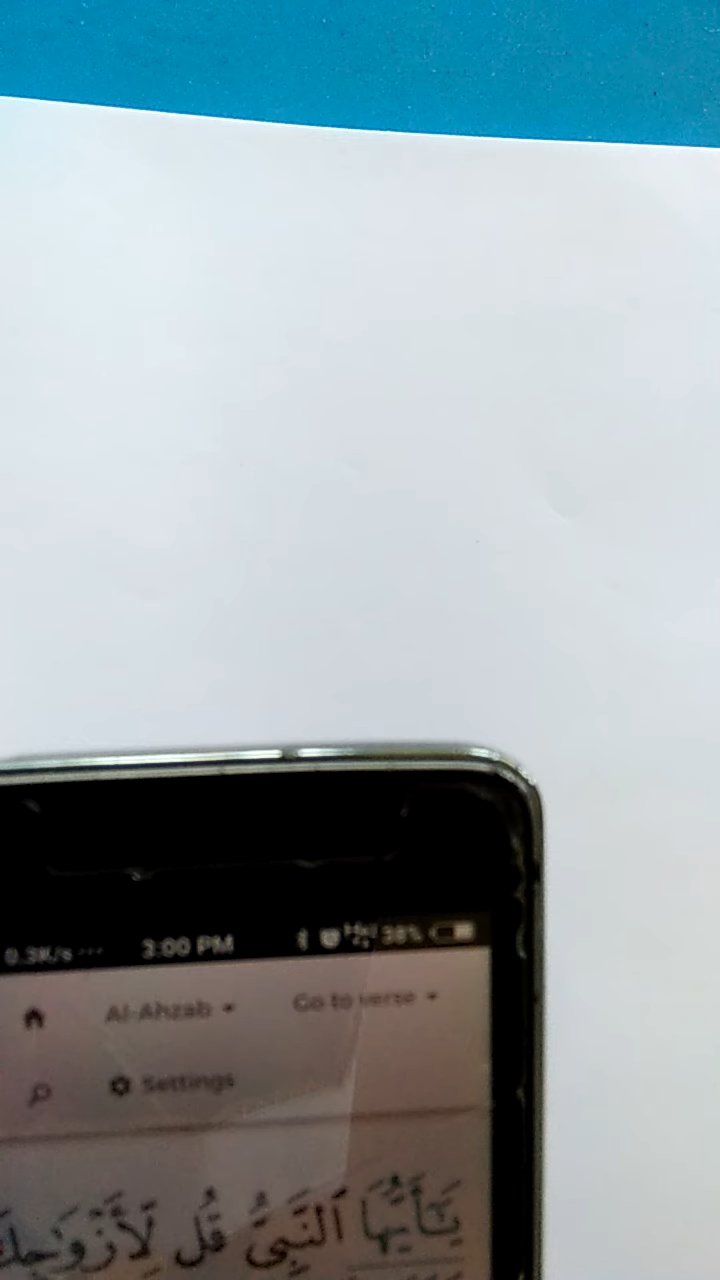 0.3K/s ... 3:00 PM 38%
Al-Ahzab Go to verse
Settings
يَـٰٓأَيُّهَا ٱلنَّبِىُّ قُل لِّأَزْوَٰجِكَ